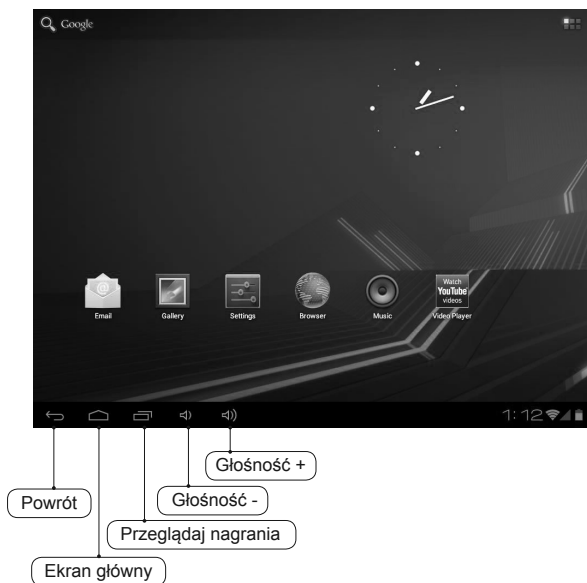 Google
Email
Gallery
Settings
Browser
Music
Watch
YouTube
videos
Video Player
1:12
Głośność +
Powrót
Głośność -
Przeglądaj nagrania
Ekran główny